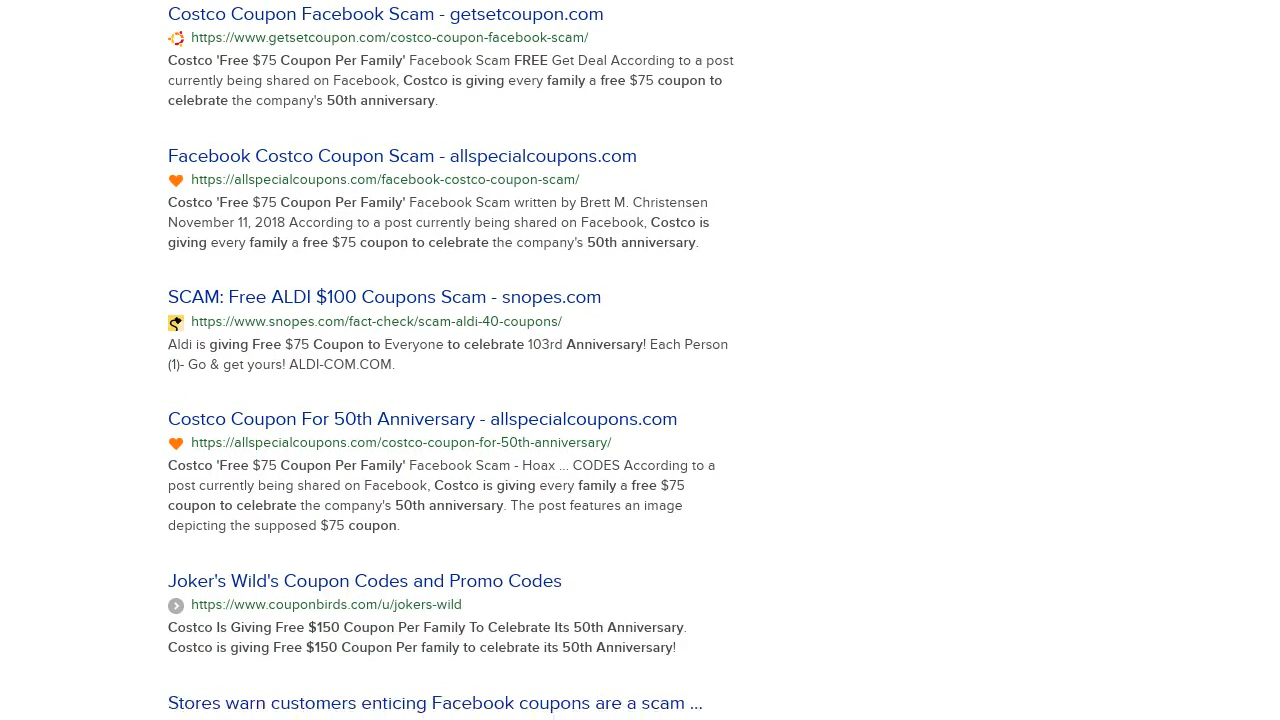 Costco Coupon Facebook Scam - getsetcoupon.com
https://www.getsetcoupon.com/costco-coupon-facebook-scam/
Costco 'Free $75 Coupon Per Family' Facebook Scam FREE Get Deal According to a post
currently being shared on Facebook, Costco is giving every family a free $75 coupon to
celebrate the company's 50th anniversary.
Facebook Costco Coupon Scam - allspecialcoupons.com
https://allspecialcoupons.com/facebook-costco-coupon-scam/
Costco 'Free $75 Coupon Per Family' Facebook Scam written by Brett M. Christensen
November 11, 2018 According to a post currently being shared on Facebook, Costco is
giving every family a free $75 coupon to celebrate the company's 50th anniversary.
SCAM: Free ALDI $100 Coupons Scam - snopes.com
https://www.snopes.com/fact-check/scam-aldi-40-coupons/
Aldi is giving Free $75 Coupon to Everyone to celebrate 103rd Anniversary! Each Person
(1)- Go & get yours! ALDI-COM.COM.
Costco Coupon For 50th Anniversary - allspecialcoupons.com
https://allspecialcoupons.com/costco-coupon-for-50th-anniversary/
Costco 'Free $75 Coupon Per Family' Facebook Scam - Hoax ... CODES According to a
post currently being shared on Facebook, Costco is giving every family a free $75
coupon to celebrate the company's 50th anniversary. The post features an image
depicting the supposed $75 coupon.
Joker's Wild's Coupon Codes and Promo Codes
https://www.couponbirds.com/u/jokers-wild
Costco Is Giving Free $150 Coupon Per Family To Celebrate Its 50th Anniversary.
Costco is giving Free $150 Coupon Per family to celebrate its 50th Anniversary!
Stores warn customers enticing Facebook coupons are a scam ...